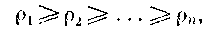 ρ₁ ⩾ ρ₂ ⩾ ... ⩾ ρₙ,